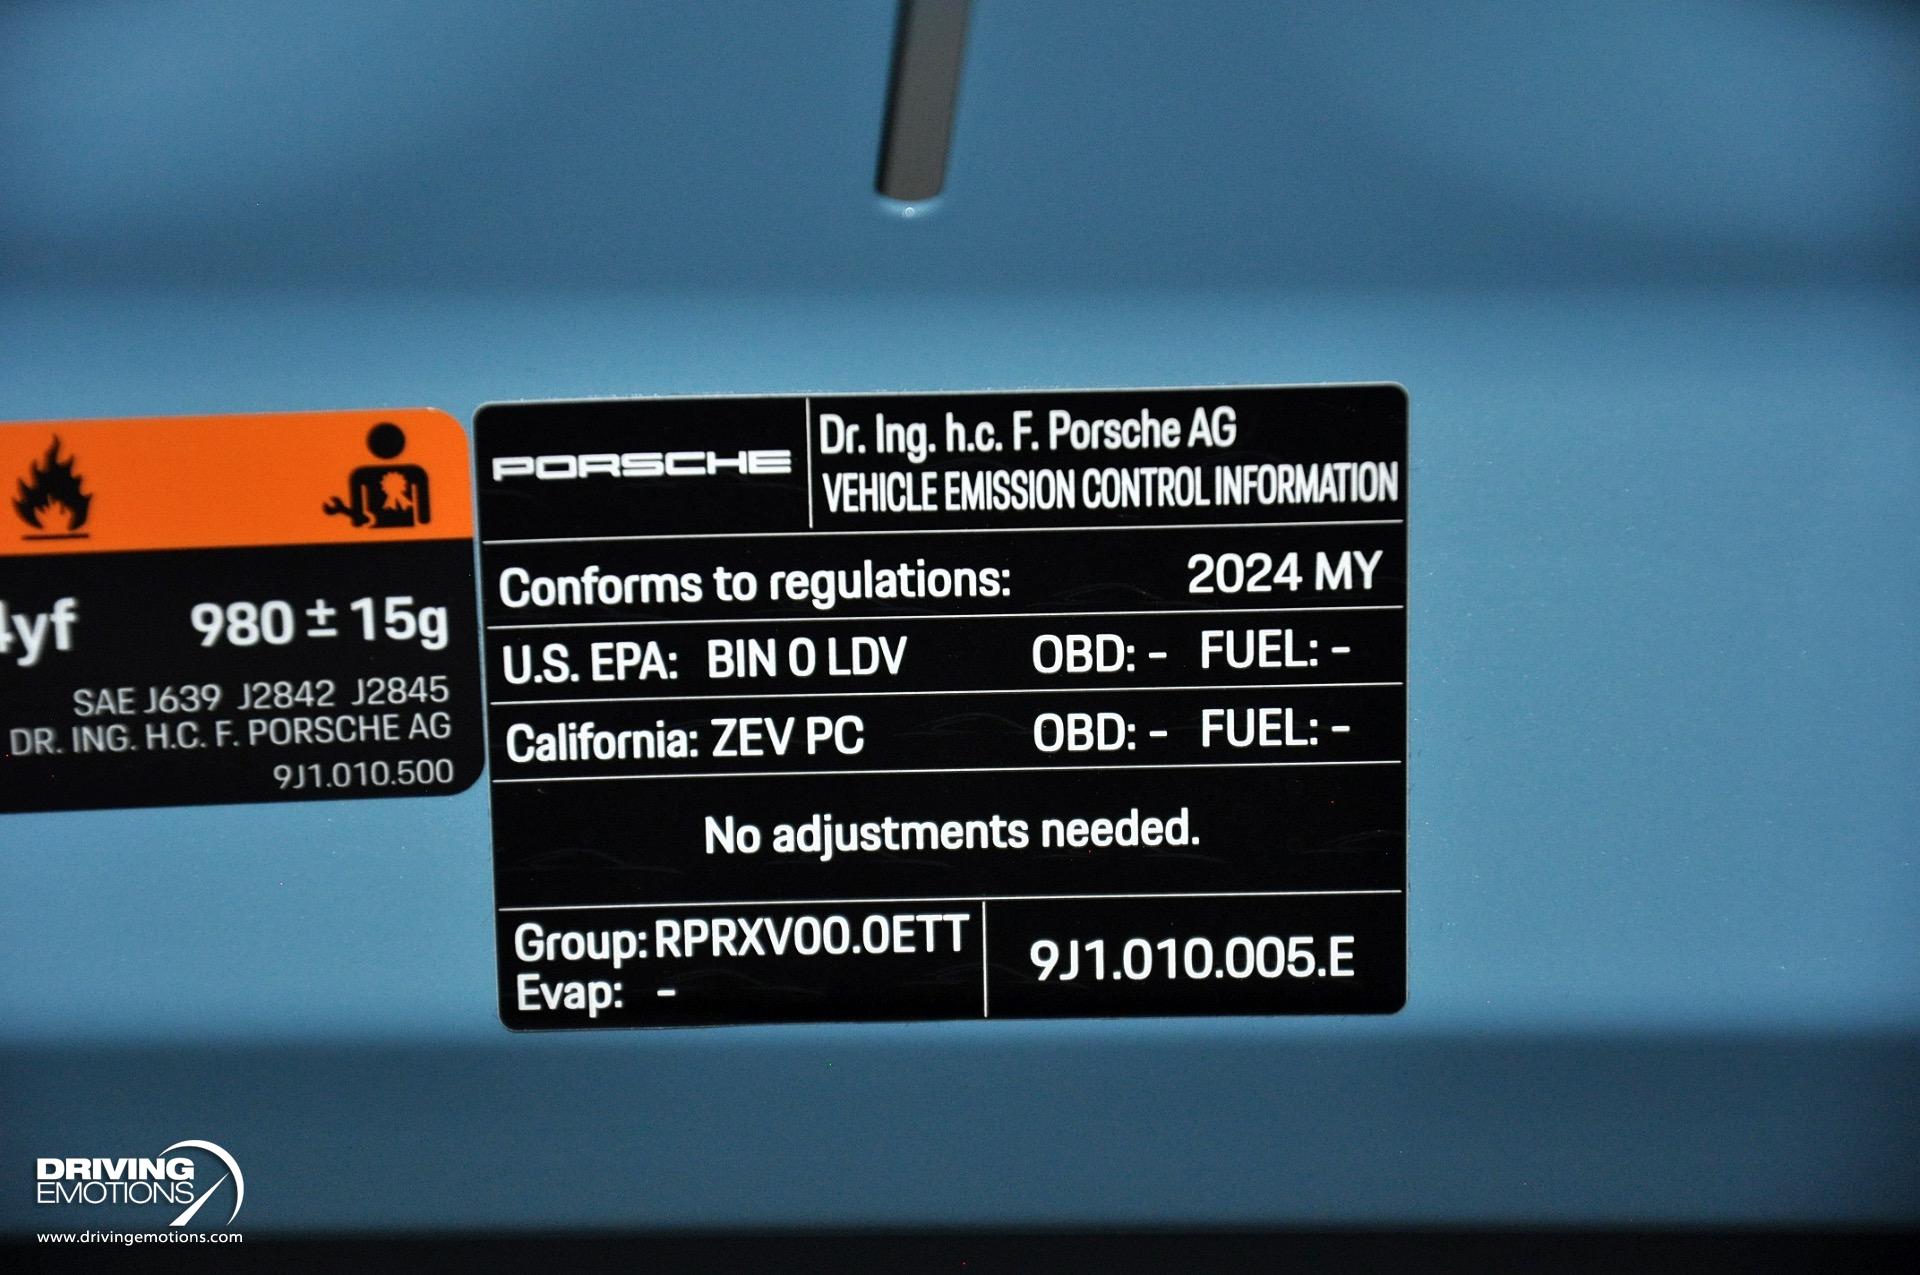 4yf 980 ± 15g
SAE J639 J2842 J2845
DR. ING. H.C. F. PORSCHE AG
9J1.010.500
PORSCHE
Dr. Ing. h.c. F. Porsche AG
VEHICLE EMISSION CONTROL INFORMATION
Conforms to regulations: 2024 MY
U.S. EPA: BIN 0 LDV OBD: - FUEL: -
California: ZEV PC OBD: - FUEL: -
No adjustments needed.
Group: RPRXV00.0ETT
Evap: -
9J1.010.005.E
DRIVING
EMOTIONS
www.drivingemotions.com